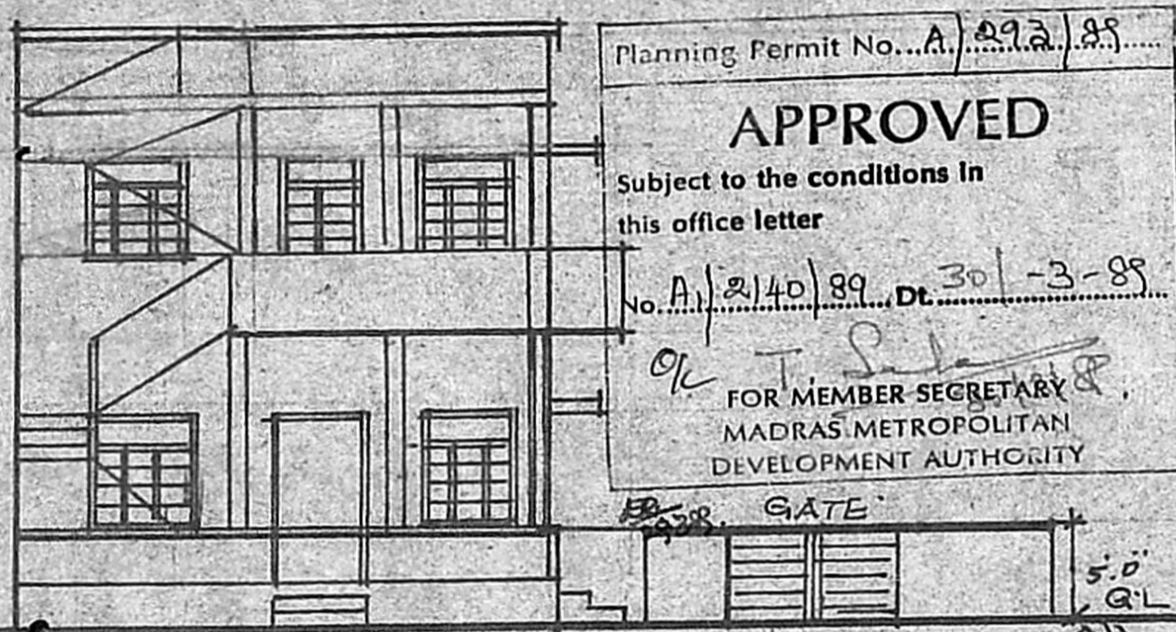 Planning Permit No...A/292/89
APPROVED
Subject to the conditions in
this office letter
No. A1/2140/89 Dt. 30/-3-89
O/c
FOR MEMBER SECRETARY
MADRAS METROPOLITAN
DEVELOPMENT AUTHORITY
GATE
5'.0"
G.L